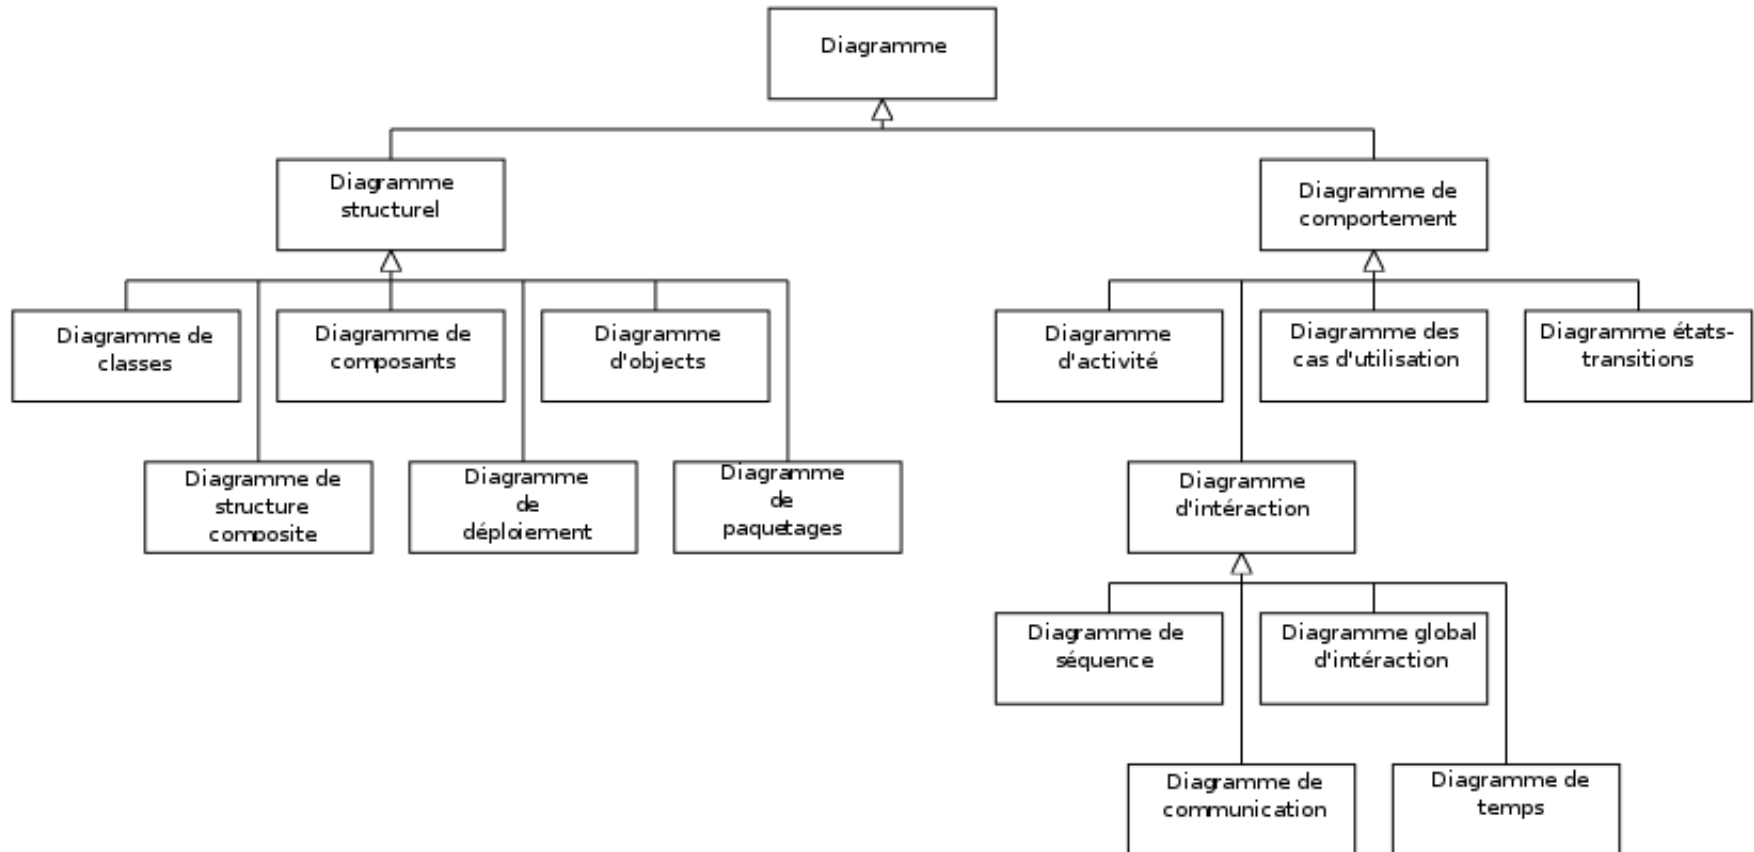 Diagramme
Diagramme
structurel
Diagramme de
comportement
Diagramme de
classes
Diagramme de
composants
Diagramme
d'objects
Diagramme
d'activité
Diagramme des
cas d'utilisation
Diagramme états-
transitions
Diagramme de
structure
composite
Diagramme
de
déploiement
Diagramme
de
paquetages
Diagramme
d'intéraction
Diagramme de
séquence
Diagramme global
d'intéraction
Diagramme de
communication
Diagramme de
temps